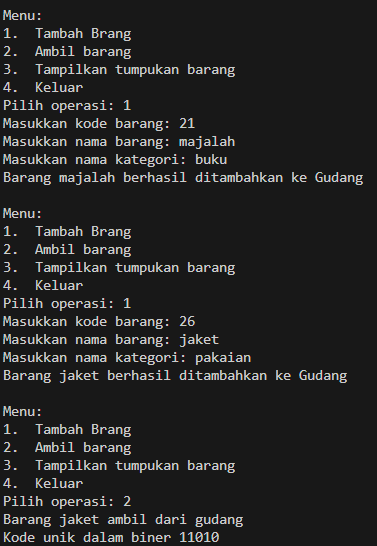 Menu:
1.  Tambah Brang
2.  Ambil barang
3.  Tampilkan tumpukan barang
4.  Keluar
Pilih operasi: 1
Masukkan kode barang: 21
Masukkan nama barang: majalah
Masukkan nama kategori: buku
Barang majalah berhasil ditambahkan ke Gudang
Menu:
1.  Tambah Brang
2.  Ambil barang
3.  Tampilkan tumpukan barang
4.  Keluar
Pilih operasi: 1
Masukkan kode barang: 26
Masukkan nama barang: jaket
Masukkan nama kategori: pakaian
Barang jaket berhasil ditambahkan ke Gudang
Menu:
1.  Tambah Brang
2.  Ambil barang
3.  Tampilkan tumpukan barang
4.  Keluar
Pilih operasi: 2
Barang jaket ambil dari gudang
Kode unik dalam biner 11010